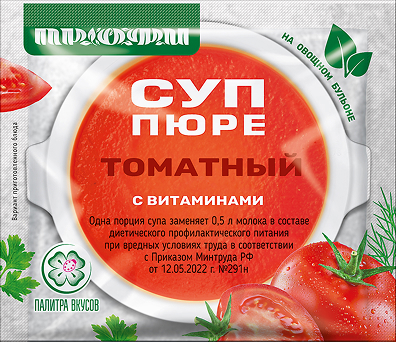 НА ОВОЩНОМ БУЛЬОНЕ
СУП
ПЮРЕ
ТОМАТНЫЙ
С ВИТАМИНАМИ
Одна порция супа заменяет 0,5 л молока в составе
диетического профилактического питания
при вредных условиях труда в соответствии
с Приказом Минтруда РФ
от 12.05.2022 г. №291н
Вариант приготовленного блюда
ПАЛИТРА ВКУСОВ